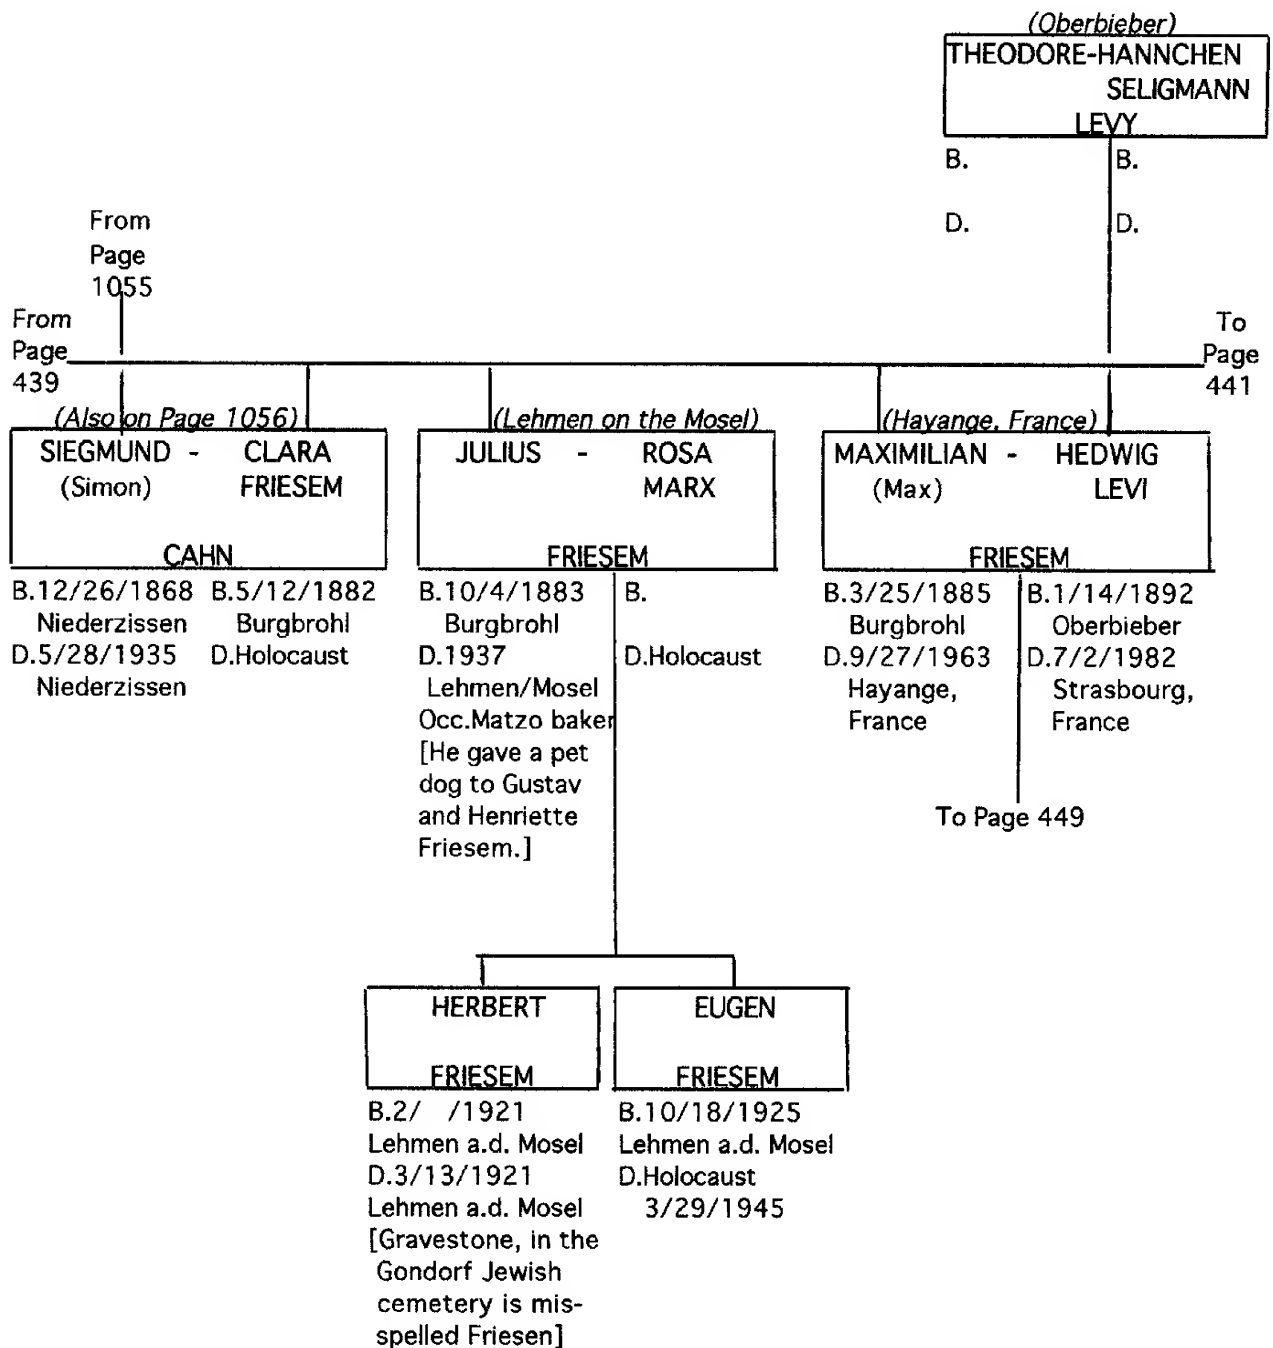 (Oberbieber)
THEODORE-HANNCHEN
SELIGMANN
LEVY
B. B.
D. D.
From
Page
1055
From
Page
439
To
Page
441
(Also on Page 1056)
SIEGMUND - CLARA
(Simon) FRIESEM
CAHN
B.12/26/1868 B.5/12/1882
Niederzissen Burgbrohl
D.5/28/1935 D.Holocaust
Niederzissen
(Lehmen on the Mosel)
JULIUS - ROSA
MARX
FRIESEM
B.10/4/1883 B.
Burgbrohl
D.1937 D.Holocaust
Lehmen/Mosel
Occ.Matzo baker
[He gave a pet
dog to Gustav
and Henriette
Friesem.]
(Hayange, France)
MAXIMILIAN - HEDWIG
(Max) LEVI
FRIESEM
B.3/25/1885 B.1/14/1892
Burgbrohl Oberbieber
D.9/27/1963 D.7/2/1982
Hayange, Strasbourg,
France France
To Page 449
HERBERT
FRIESEM
B.2/ /1921
Lehmen a.d. Mosel
D.3/13/1921
Lehmen a.d. Mosel
[Gravestone, in the
Gondorf Jewish
cemetery is mis-
spelled Friesen]
EUGEN
FRIESEM
B.10/18/1925
Lehmen a.d. Mosel
D.Holocaust
3/29/1945